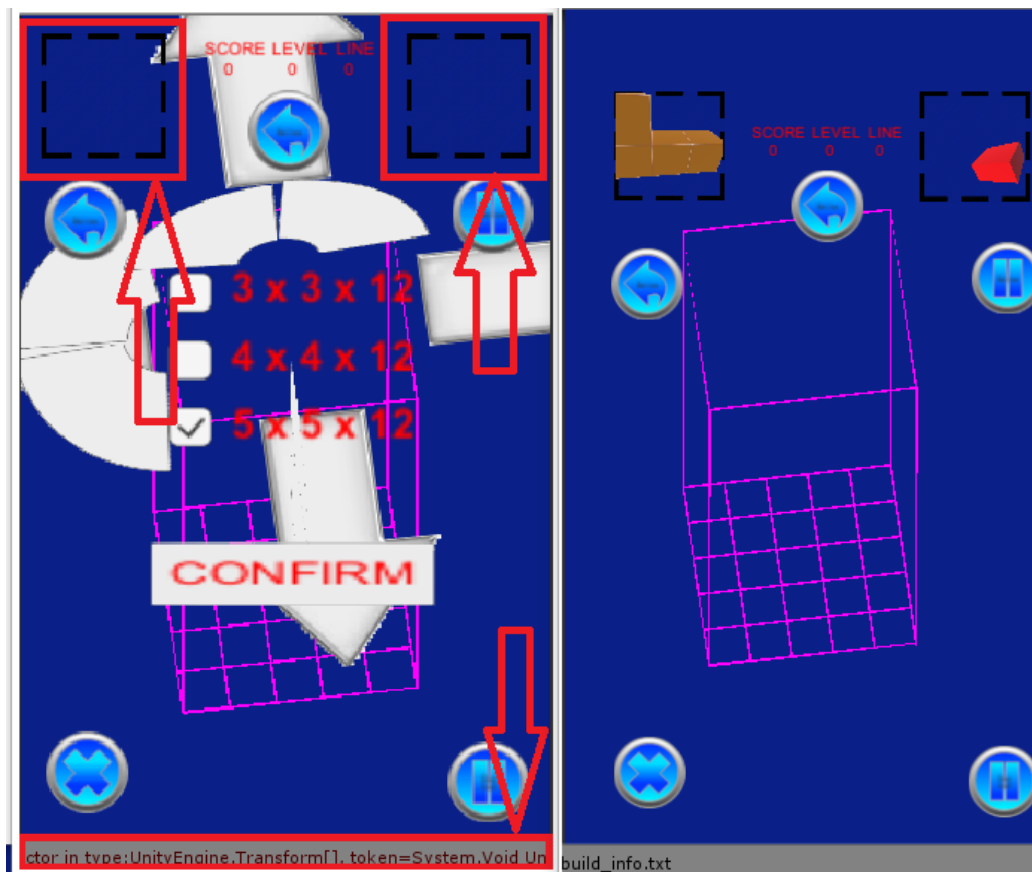 SCORE LEVEL LINE
0 0 0
3 x 3 x 12
4 x 4 x 12
5 x 5 x 12
CONFIRM
ctor in type:UnityEngine.Transform[], token=System.Void Un
SCORE LEVEL LINE
0 0 0
build_info.txt